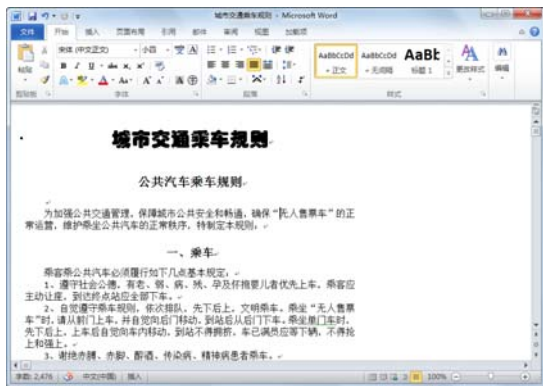 城市交通乘车规则 - Microsoft Word
文件 开始 插入 页面布局 引用 邮件 审阅 视图 加载项
宋体 (中文正文) 小四
AaBbCcDd AaBbCcDd AaBb
粘贴 正文 无间隔 标题 1 更改样式 编辑
剪贴板 字体 段落 样式
城市交通乘车规则
公共汽车乘车规则
为加强公共交通管理，保障城市公共安全和畅通，确保“无人售票车”的正
常运营，维护乘坐公共汽车的正常秩序，特制定本规则。
一、乘车
乘客乘公共汽车必须履行如下几点基本规定。
1、遵守社会公德，有老、弱、病、残、孕及怀抱婴儿者优先上车。乘客应
主动让座，到达终点站应全部下车。
2、自觉遵守乘车规则，依次排队，先下后上，文明乘车。乘坐“无人售票
车”时，请从前门上车，并自觉向后门移动，到站后从后门下车。乘坐单门车时，
先下后上，上车后自觉向车内移动，到站不得拥挤，车已满员应等下辆，不得抢
上和强上。
3、谢绝赤膊、赤脚、酗酒、传染病、精神病患者乘车。
字数: 2,476 中文(中国) 插入 100%